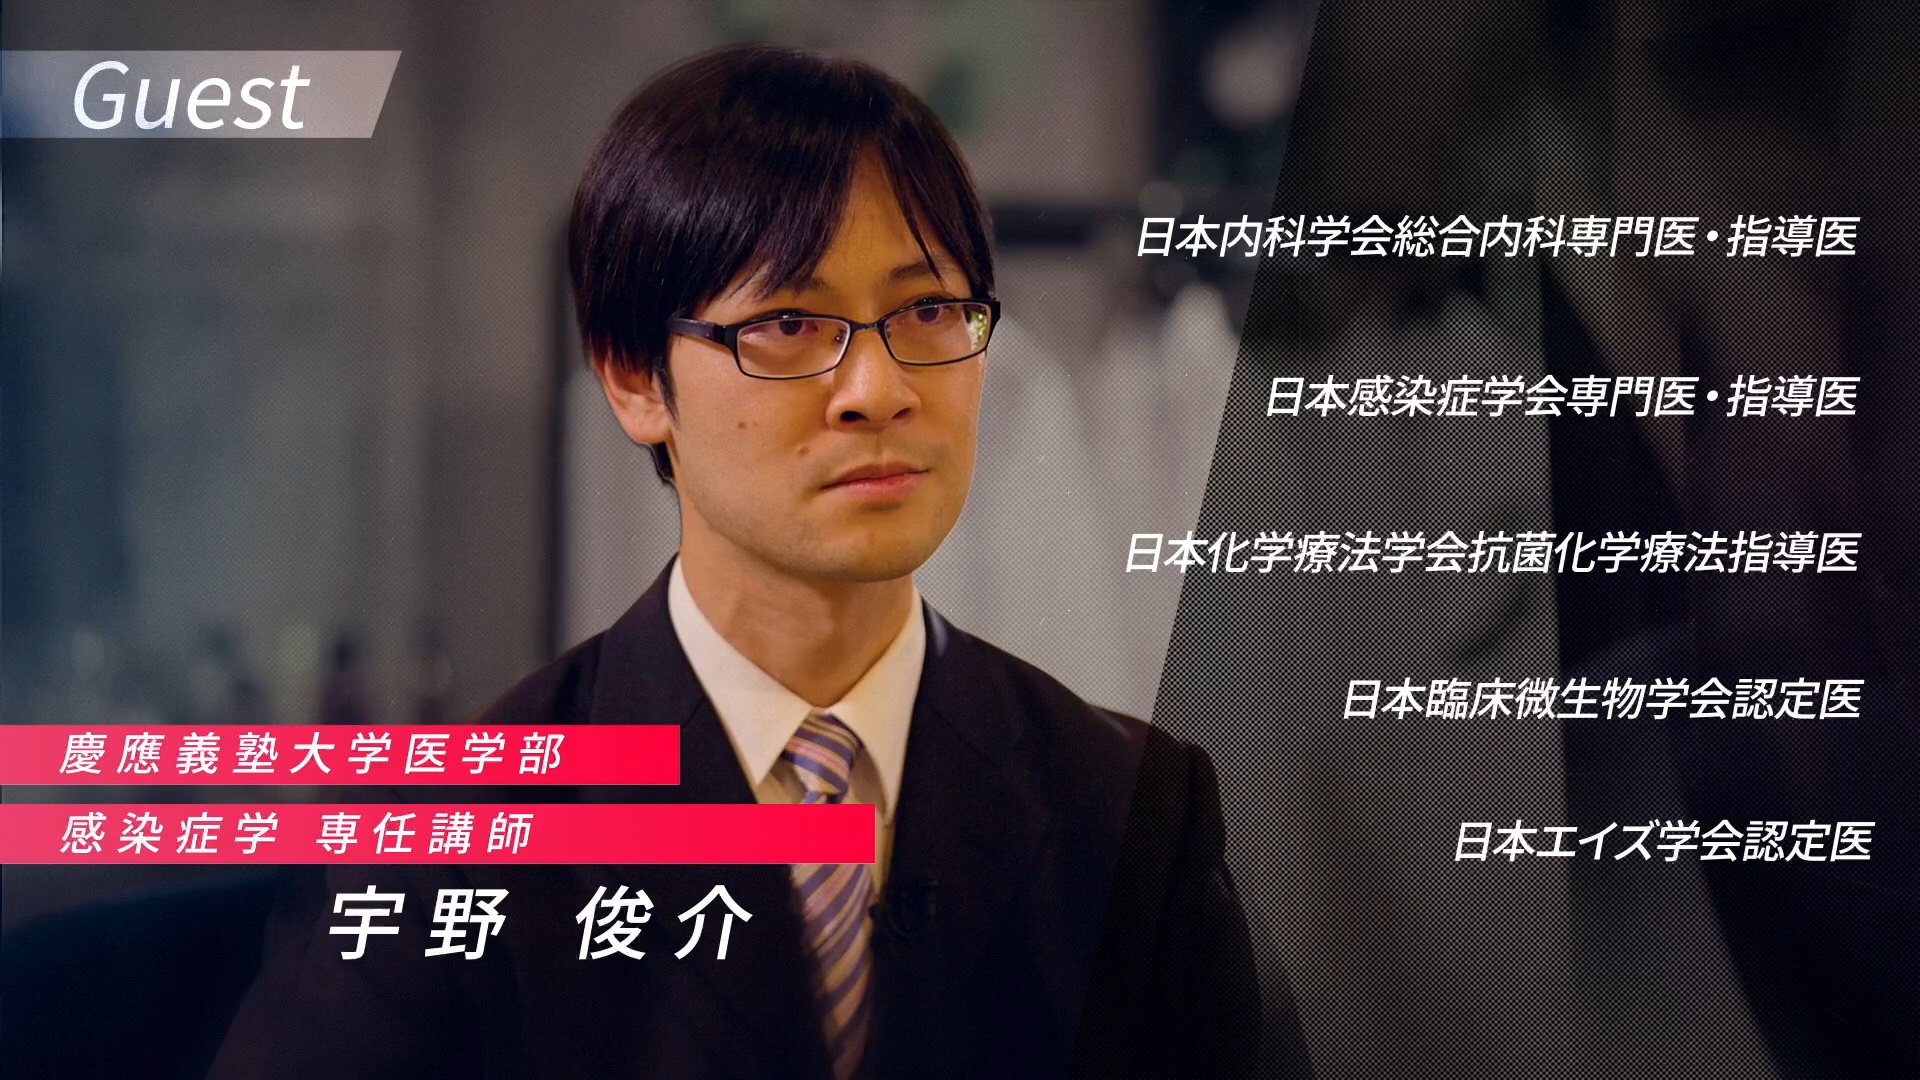 Guest
日本内科学会総合内科専門医・指導医
日本感染症学会専門医・指導医
日本化学療法学会抗菌化学療法指導医
日本臨床微生物学会認定医
日本エイズ学会認定医
慶應義塾大学医学部
感染症学 専任講師
宇野 俊介